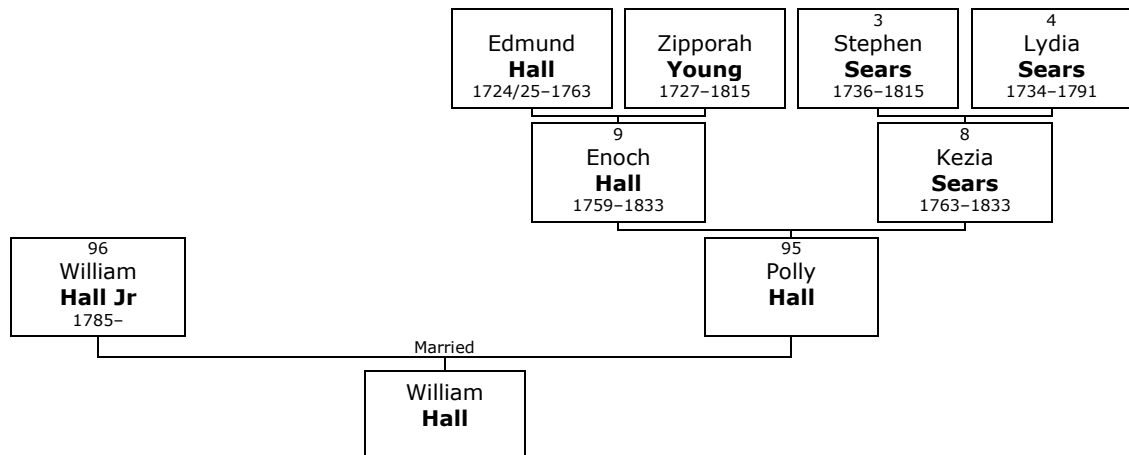 Edmund
Hall
1724/25–1763
Zipporah
Young
1727–1815
3
Stephen
Sears
1736–1815
4
Lydia
Sears
1734–1791
9
Enoch
Hall
1759–1833
8
Kezia
Sears
1763–1833
96
William
Hall Jr
1785–
95
Polly
Hall
Married
William
Hall